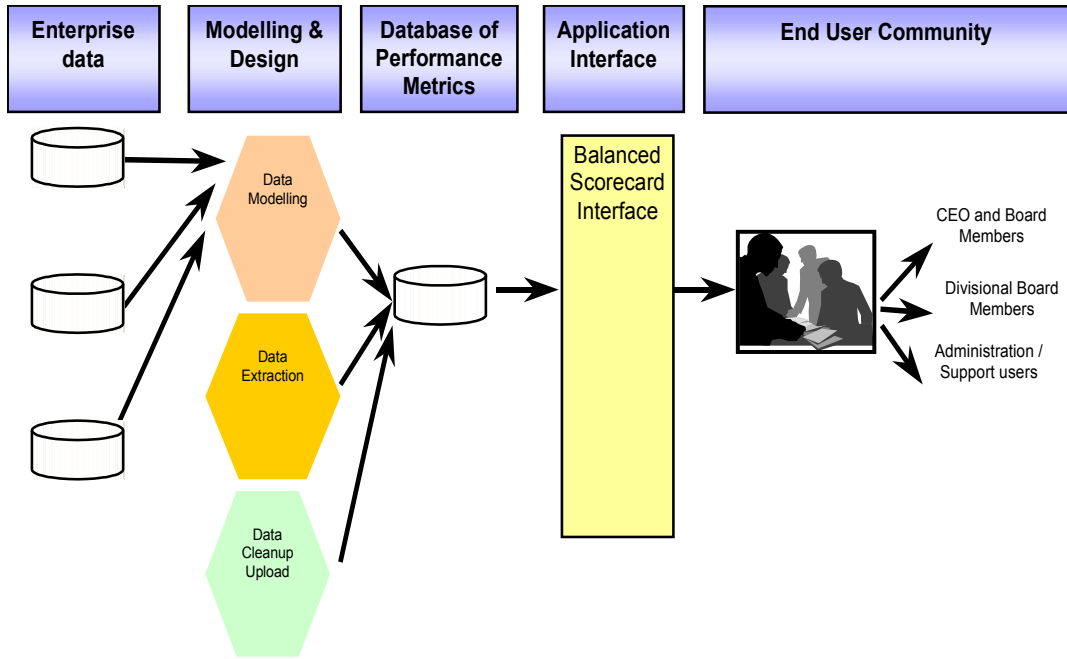 Enterprise
data
Modelling &
Design
Database of
Performance
Metrics
Application
Interface
End User Community
Data
Modelling
Data
Extraction
Data
Cleanup
Upload
Balanced
Scorecard
Interface
CEO and Board
Members
Divisional Board
Members
Administration /
Support users